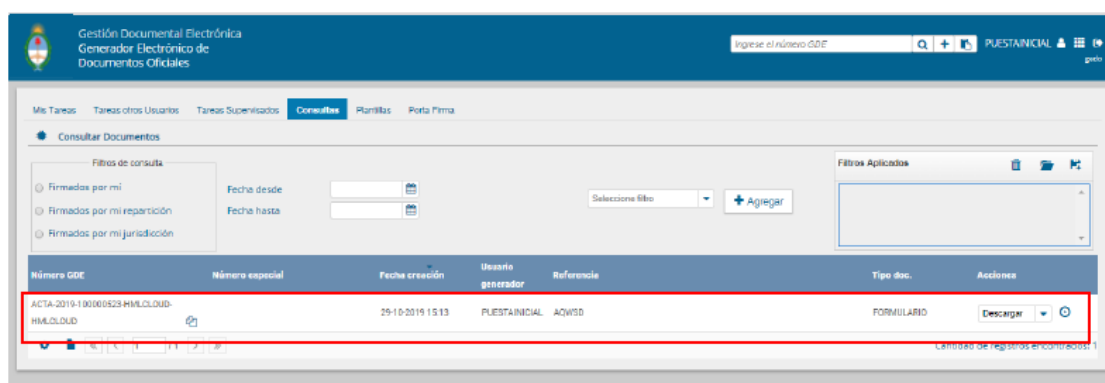 Gestión Documental Electrónica
Generador Electrónico de
Documentos Oficiales
Ingrese el número GDE
PUESTAINICIAL
gedo
Mis Tareas Tareas otros Usuarios Tareas Supervisados Consultas Plantillas Porta Firma
Consultar Documentos
Filtros de consulta
Firmados por mí
Firmados por mi repartición
Firmados por mi jurisdicción
Fecha desde
Fecha hasta
Seleccione filtro
Agregar
Filtros Aplicados
Número GDE Número especial Fecha creación Usuario generador Referencia Tipo doc. Acciones
ACTA-2019-100000523-HMLCLOUD-
HMLCLOUD
29-10-2019 15:13 PUESTAINICIAL AQWSD FORMULARIO Descargar
1 / 1
Cantidad de registros encontrados: 1